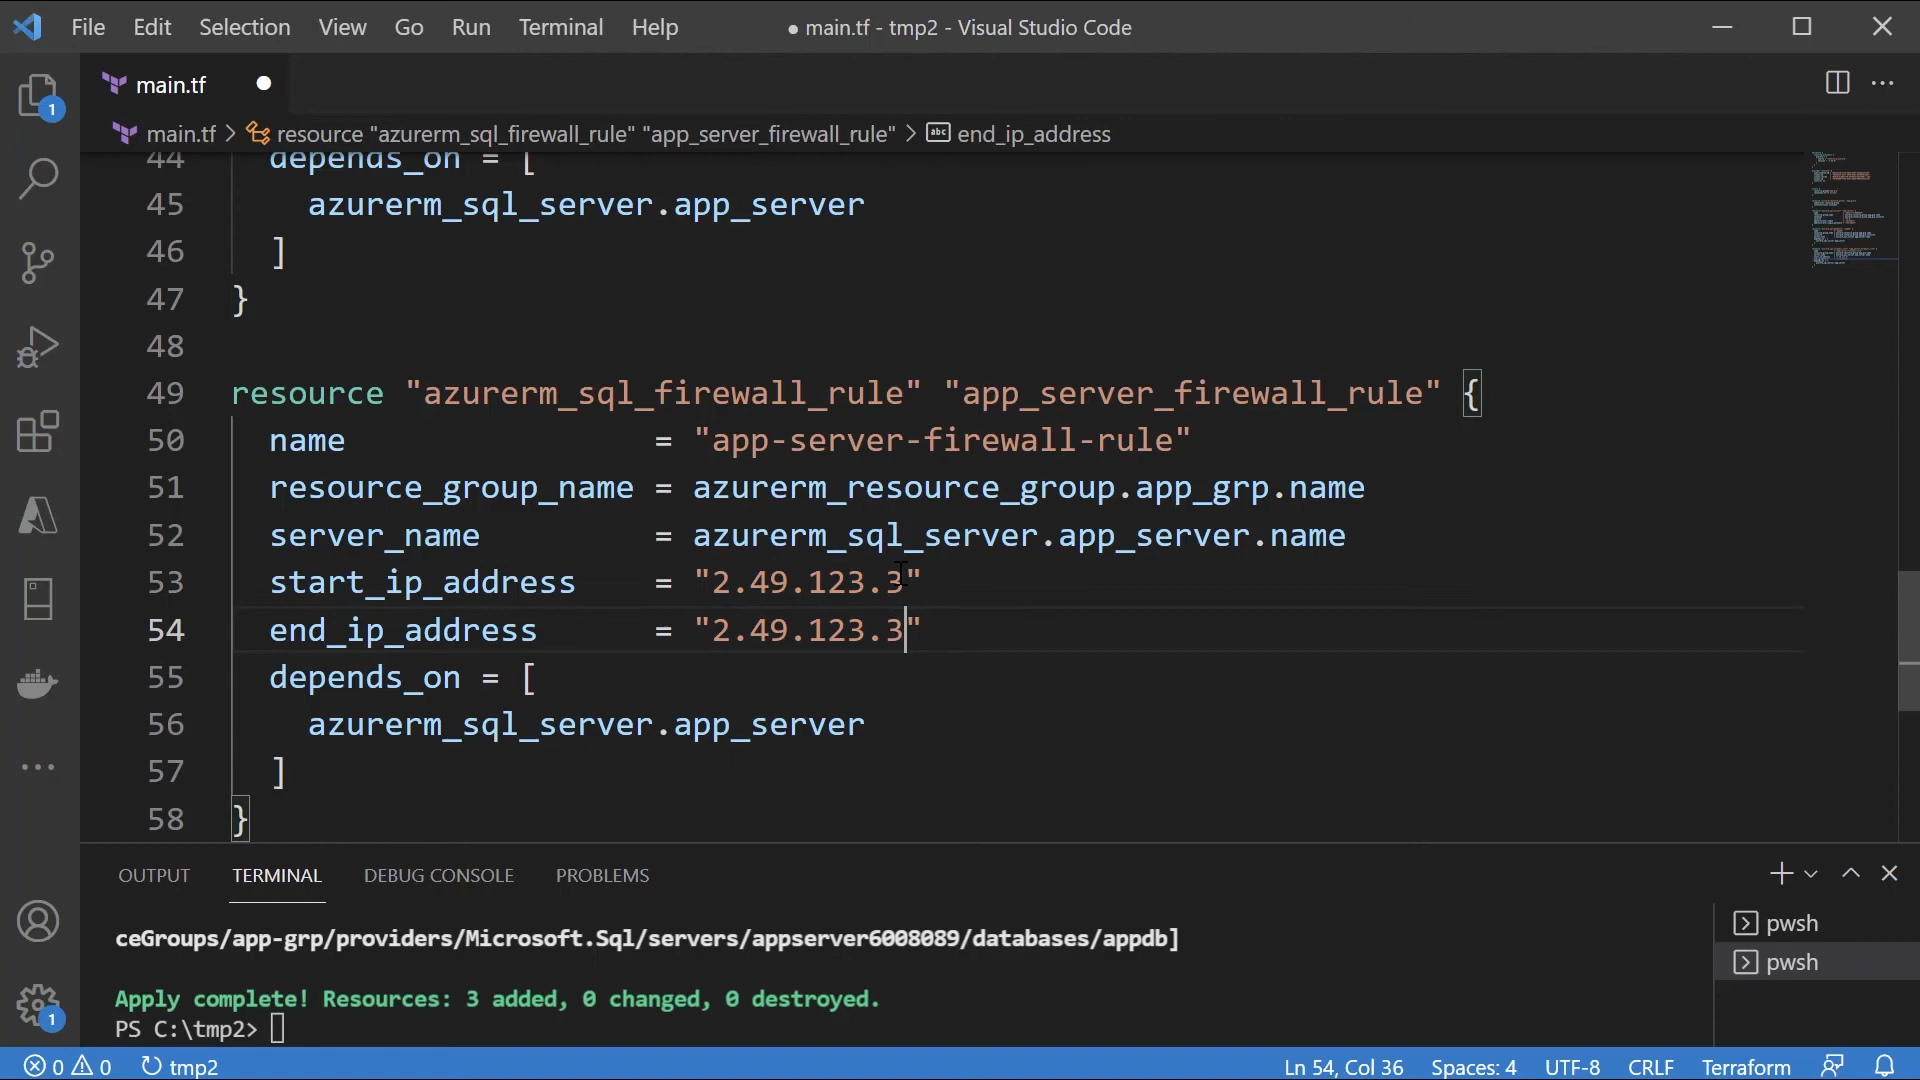 File Edit Selection View Go Run Terminal Help ● main.tf - tmp2 - Visual Studio Code
1 main.tf ●
main.tf > resource "azurerm_sql_firewall_rule" "app_server_firewall_rule" > abc end_ip_address
44 depends_on = [
45 azurerm_sql_server.app_server
46 ]
47 }
48
49 resource "azurerm_sql_firewall_rule" "app_server_firewall_rule" {
50 name = "app-server-firewall-rule"
51 resource_group_name = azurerm_resource_group.app_grp.name
52 server_name = azurerm_sql_server.app_server.name
53 start_ip_address = "2.49.123.3"
54 end_ip_address = "2.49.123.3"
55 depends_on = [
56 azurerm_sql_server.app_server
57 ]
58 }
OUTPUT TERMINAL DEBUG CONSOLE PROBLEMS
ceGroups/app-grp/providers/Microsoft.Sql/servers/appserver6008089/databases/appdb]
pwsh
pwsh
Apply complete! Resources: 3 added, 0 changed, 0 destroyed.
PS C:\tmp2>
1
0 0 tmp2 Ln 54, Col 36 Spaces: 4 UTF-8 CRLF Terraform